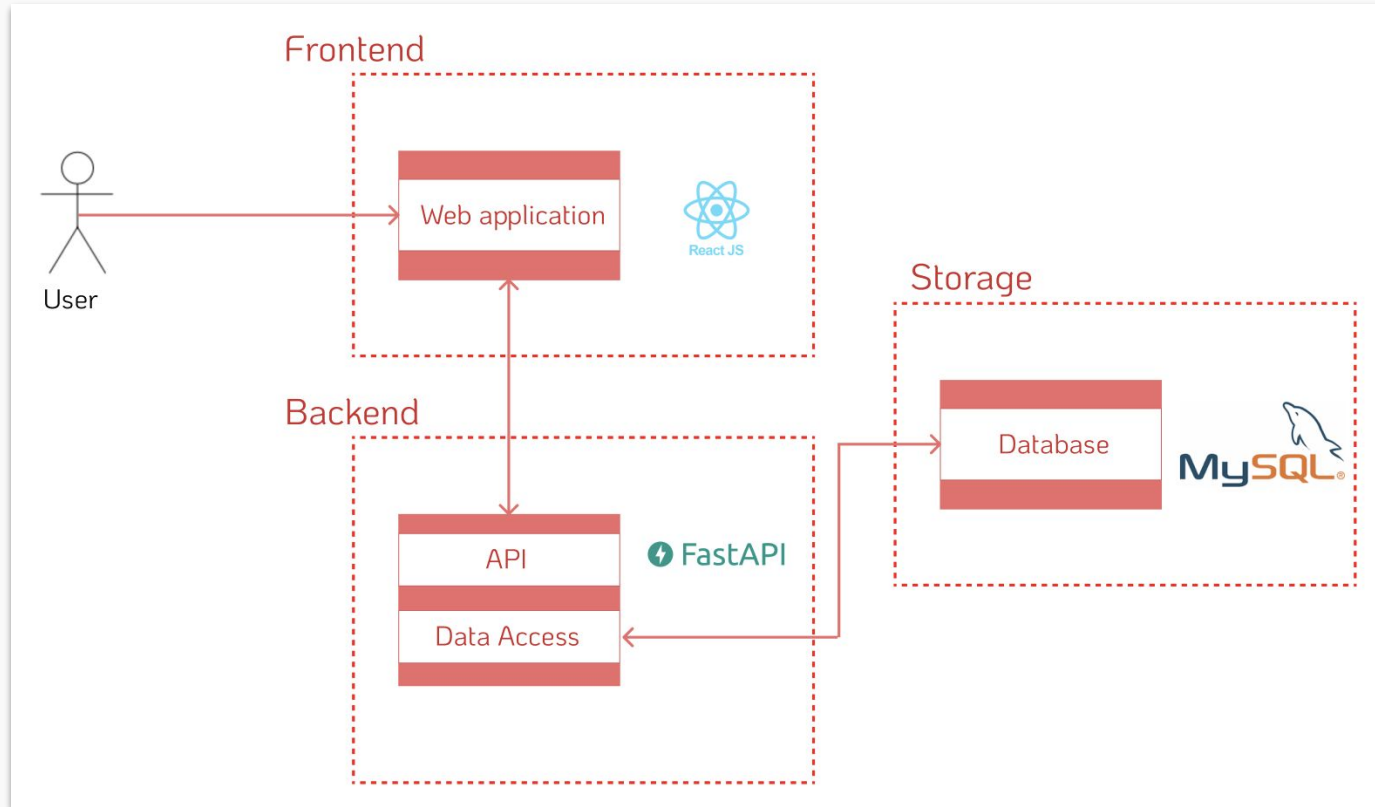 Frontend
Web application
React JS
User
Storage
Database
MySQL®
Backend
API
FastAPI
Data Access